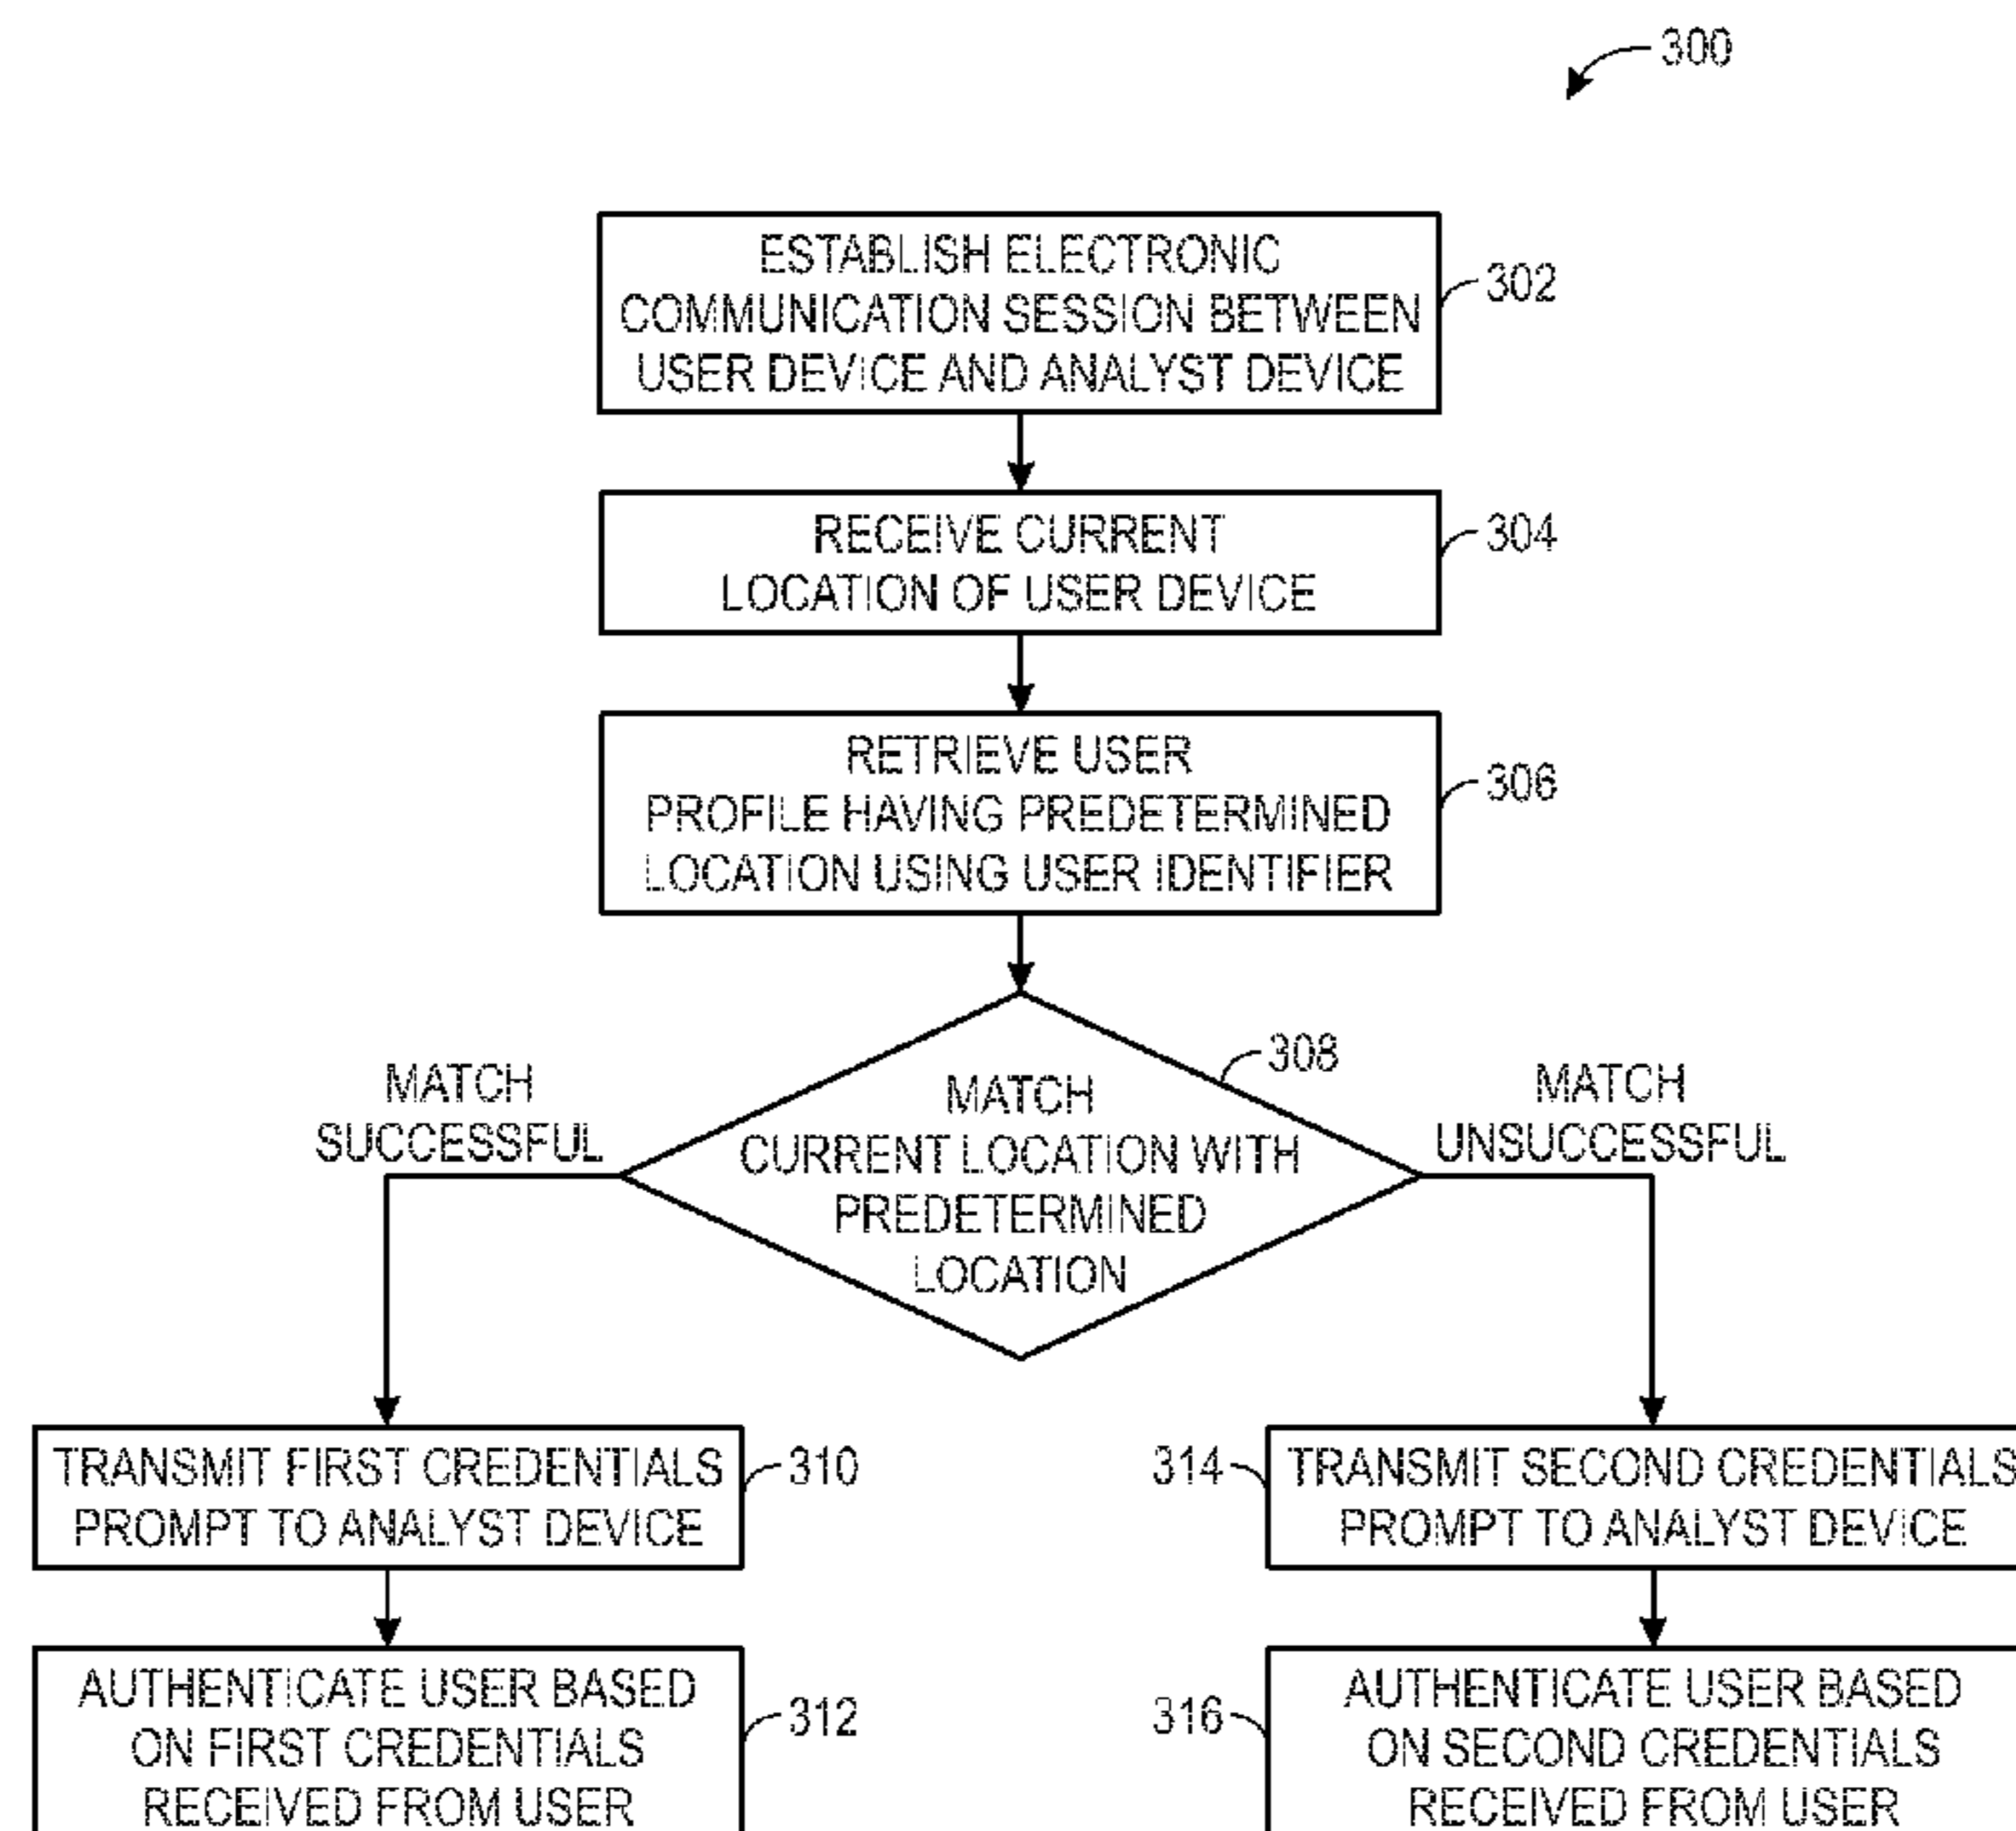 300
ESTABLISH ELECTRONIC
COMMUNICATION SESSION BETWEEN
USER DEVICE AND ANALYST DEVICE
302
RECEIVE CURRENT
LOCATION OF USER DEVICE
304
RETRIEVE USER
PROFILE HAVING PREDETERMINED
LOCATION USING USER IDENTIFIER
306
308
MATCH
SUCCESSFUL
MATCH
CURRENT LOCATION WITH
PREDETERMINED
LOCATION
MATCH
UNSUCCESSFUL
TRANSMIT FIRST CREDENTIALS
PROMPT TO ANALYST DEVICE
310
314
TRANSMIT SECOND CREDENTIALS
PROMPT TO ANALYST DEVICE
AUTHENTICATE USER BASED
ON FIRST CREDENTIALS
RECEIVED FROM USER
312
316
AUTHENTICATE USER BASED
ON SECOND CREDENTIALS
RECEIVED FROM USER